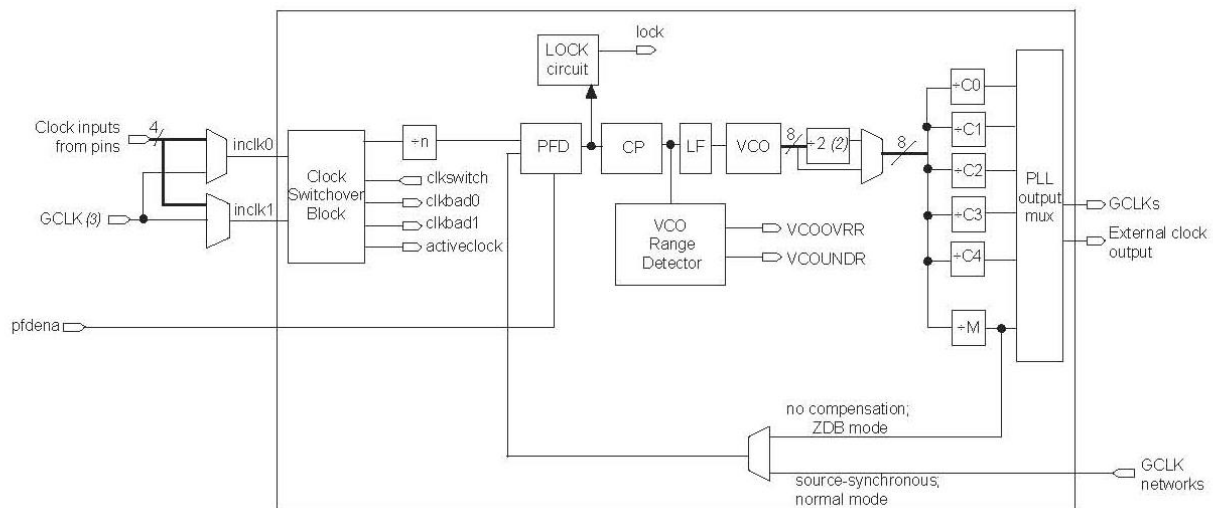 lock
LOCK
circuit
Clock inputs
from pins
4
inclk0
GCLK (3)
inclk1
Clock
Switchover
Block
÷n
clkswitch
clkbad0
clkbad1
activeclock
pfdena
PFD
CP
LF
VCO
8
÷2 (2)
8
VCO
Range
Detector
VCOOVRR
VCOUNDR
÷C0
÷C1
÷C2
÷C3
÷C4
÷M
PLL
output
mux
GCLKs
External clock
output
no compensation;
ZDB mode
source-synchronous;
normal mode
GCLK
networks